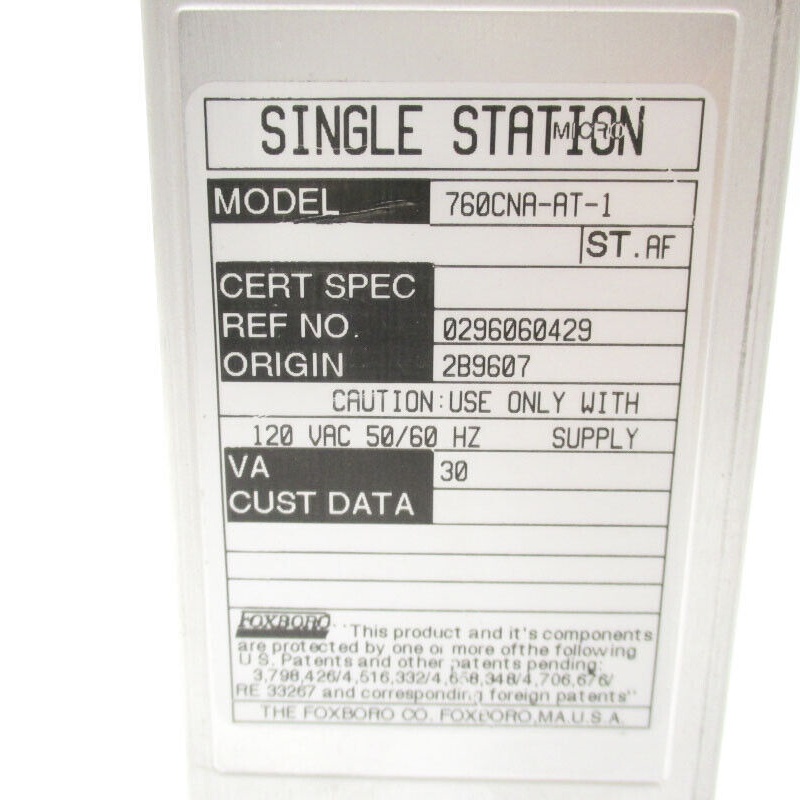 SINGLE STATION
MICRO
MODEL 760CNA-AT-1
ST. AF
CERT SPEC
REF NO. 0296060429
ORIGIN 2B9607
CAUTION:USE ONLY WITH
120 VAC 50/60 HZ SUPPLY
VA 30
CUST DATA
FOXBORO "This product and it's components
are protected by one or more ofthe following
U S. Patents and other patents pending:
3,798,426/4,516,332/4,658,348/4,706,676/
RE 33267 and corresponding foreign patents"
THE FOXBORO CO. FOXBORO,MA.U.S.A.